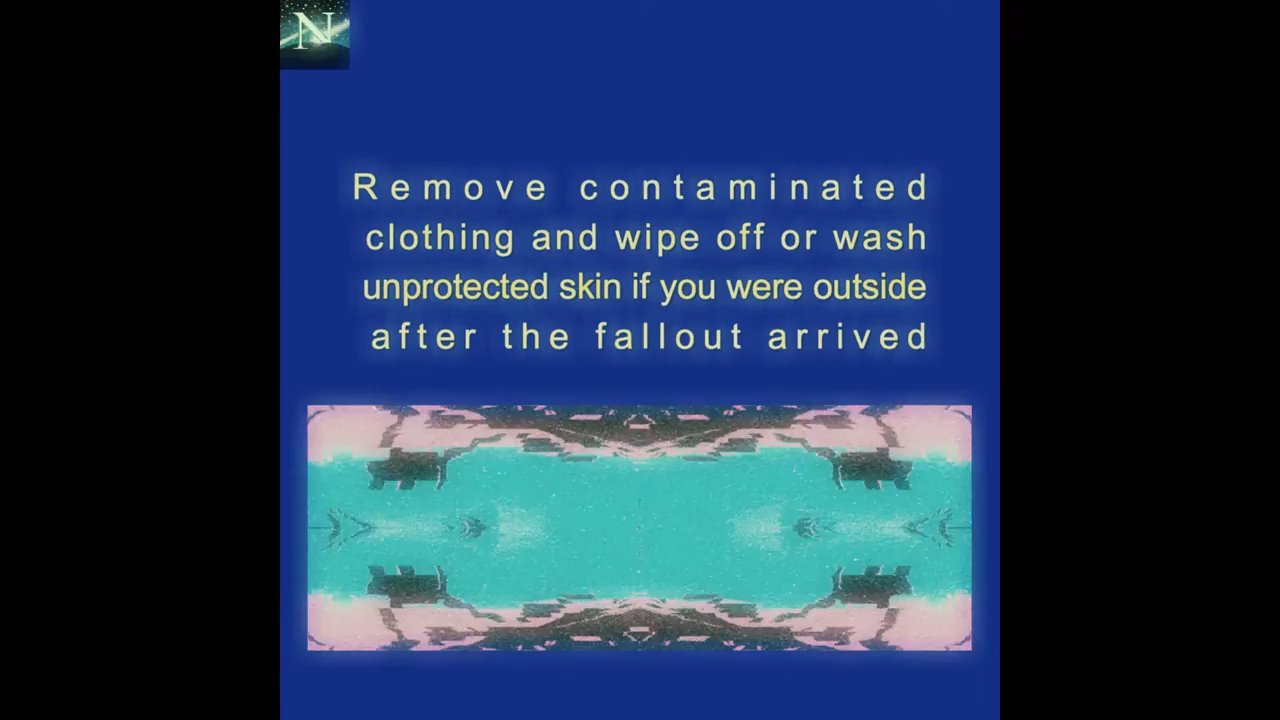 N
Remove contaminated
clothing and wipe off or wash
unprotected skin if you were outside
after the fallout arrived